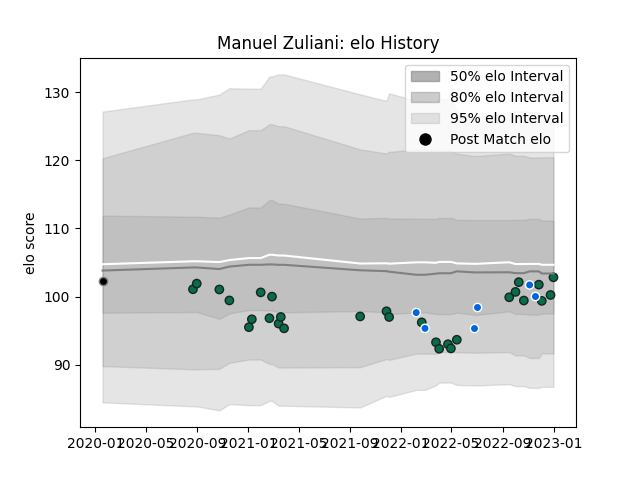 Manuel Zuliani: elo History
50% elo Interval
80% elo Interval
95% elo Interval
Post Match elo
elo score
130
120
110
100
90
2020-01 2020-05 2020-09 2021-01 2021-05 2021-09 2022-01 2022-05 2022-09 2023-01